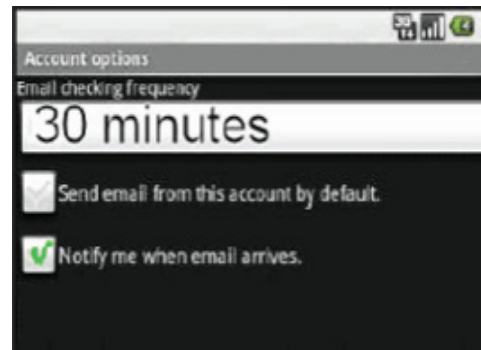 Account options
Email checking frequency
30 minutes
Send email from this account by default.
Notify me when email arrives.